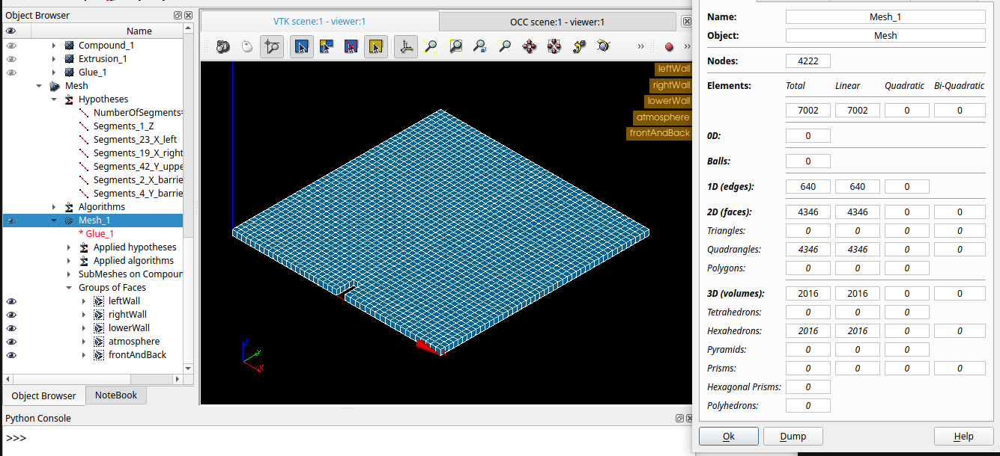 Object Browser
Name
Compound_1
Extrusion_1
Glue_1
Mesh
Hypotheses
NumberOfSegments=
Segments_1_Z
Segments_23_X_left
Segments_19_X_right
Segments_42_Y_uppe
Segments_2_X_barrie
Segments_4_Y_barrie
Algorithms
Mesh_1
* Glue_1
Applied hypotheses
Applied algorithms
SubMeshes on Compoun
Groups of Faces
leftWall
rightWall
lowerWall
atmosphere
frontAndBack
Object Browser NoteBook
VTK scene:1 - viewer:1 OCC scene:1 - viewer:1
leftWall
rightWall
lowerWall
atmosphere
frontAndBack
Z
Y
X
Python Console
>>>
Name: Mesh_1
Object: Mesh
Nodes: 4222
Elements: Total Linear Quadratic Bi-Quadratic
7002 7002 0 0
0D: 0
Balls: 0
1D (edges): 640 640 0
2D (faces): 4346 4346 0 0
Triangles: 0 0 0 0
Quadrangles: 4346 4346 0 0
Polygons: 0 0 0
3D (volumes): 2016 2016 0 0
Tetrahedrons: 0 0 0
Hexahedrons: 2016 2016 0 0
Pyramids: 0 0 0
Prisms: 0 0 0 0
Hexagonal Prisms: 0
Polyhedrons: 0
Ok Dump Help